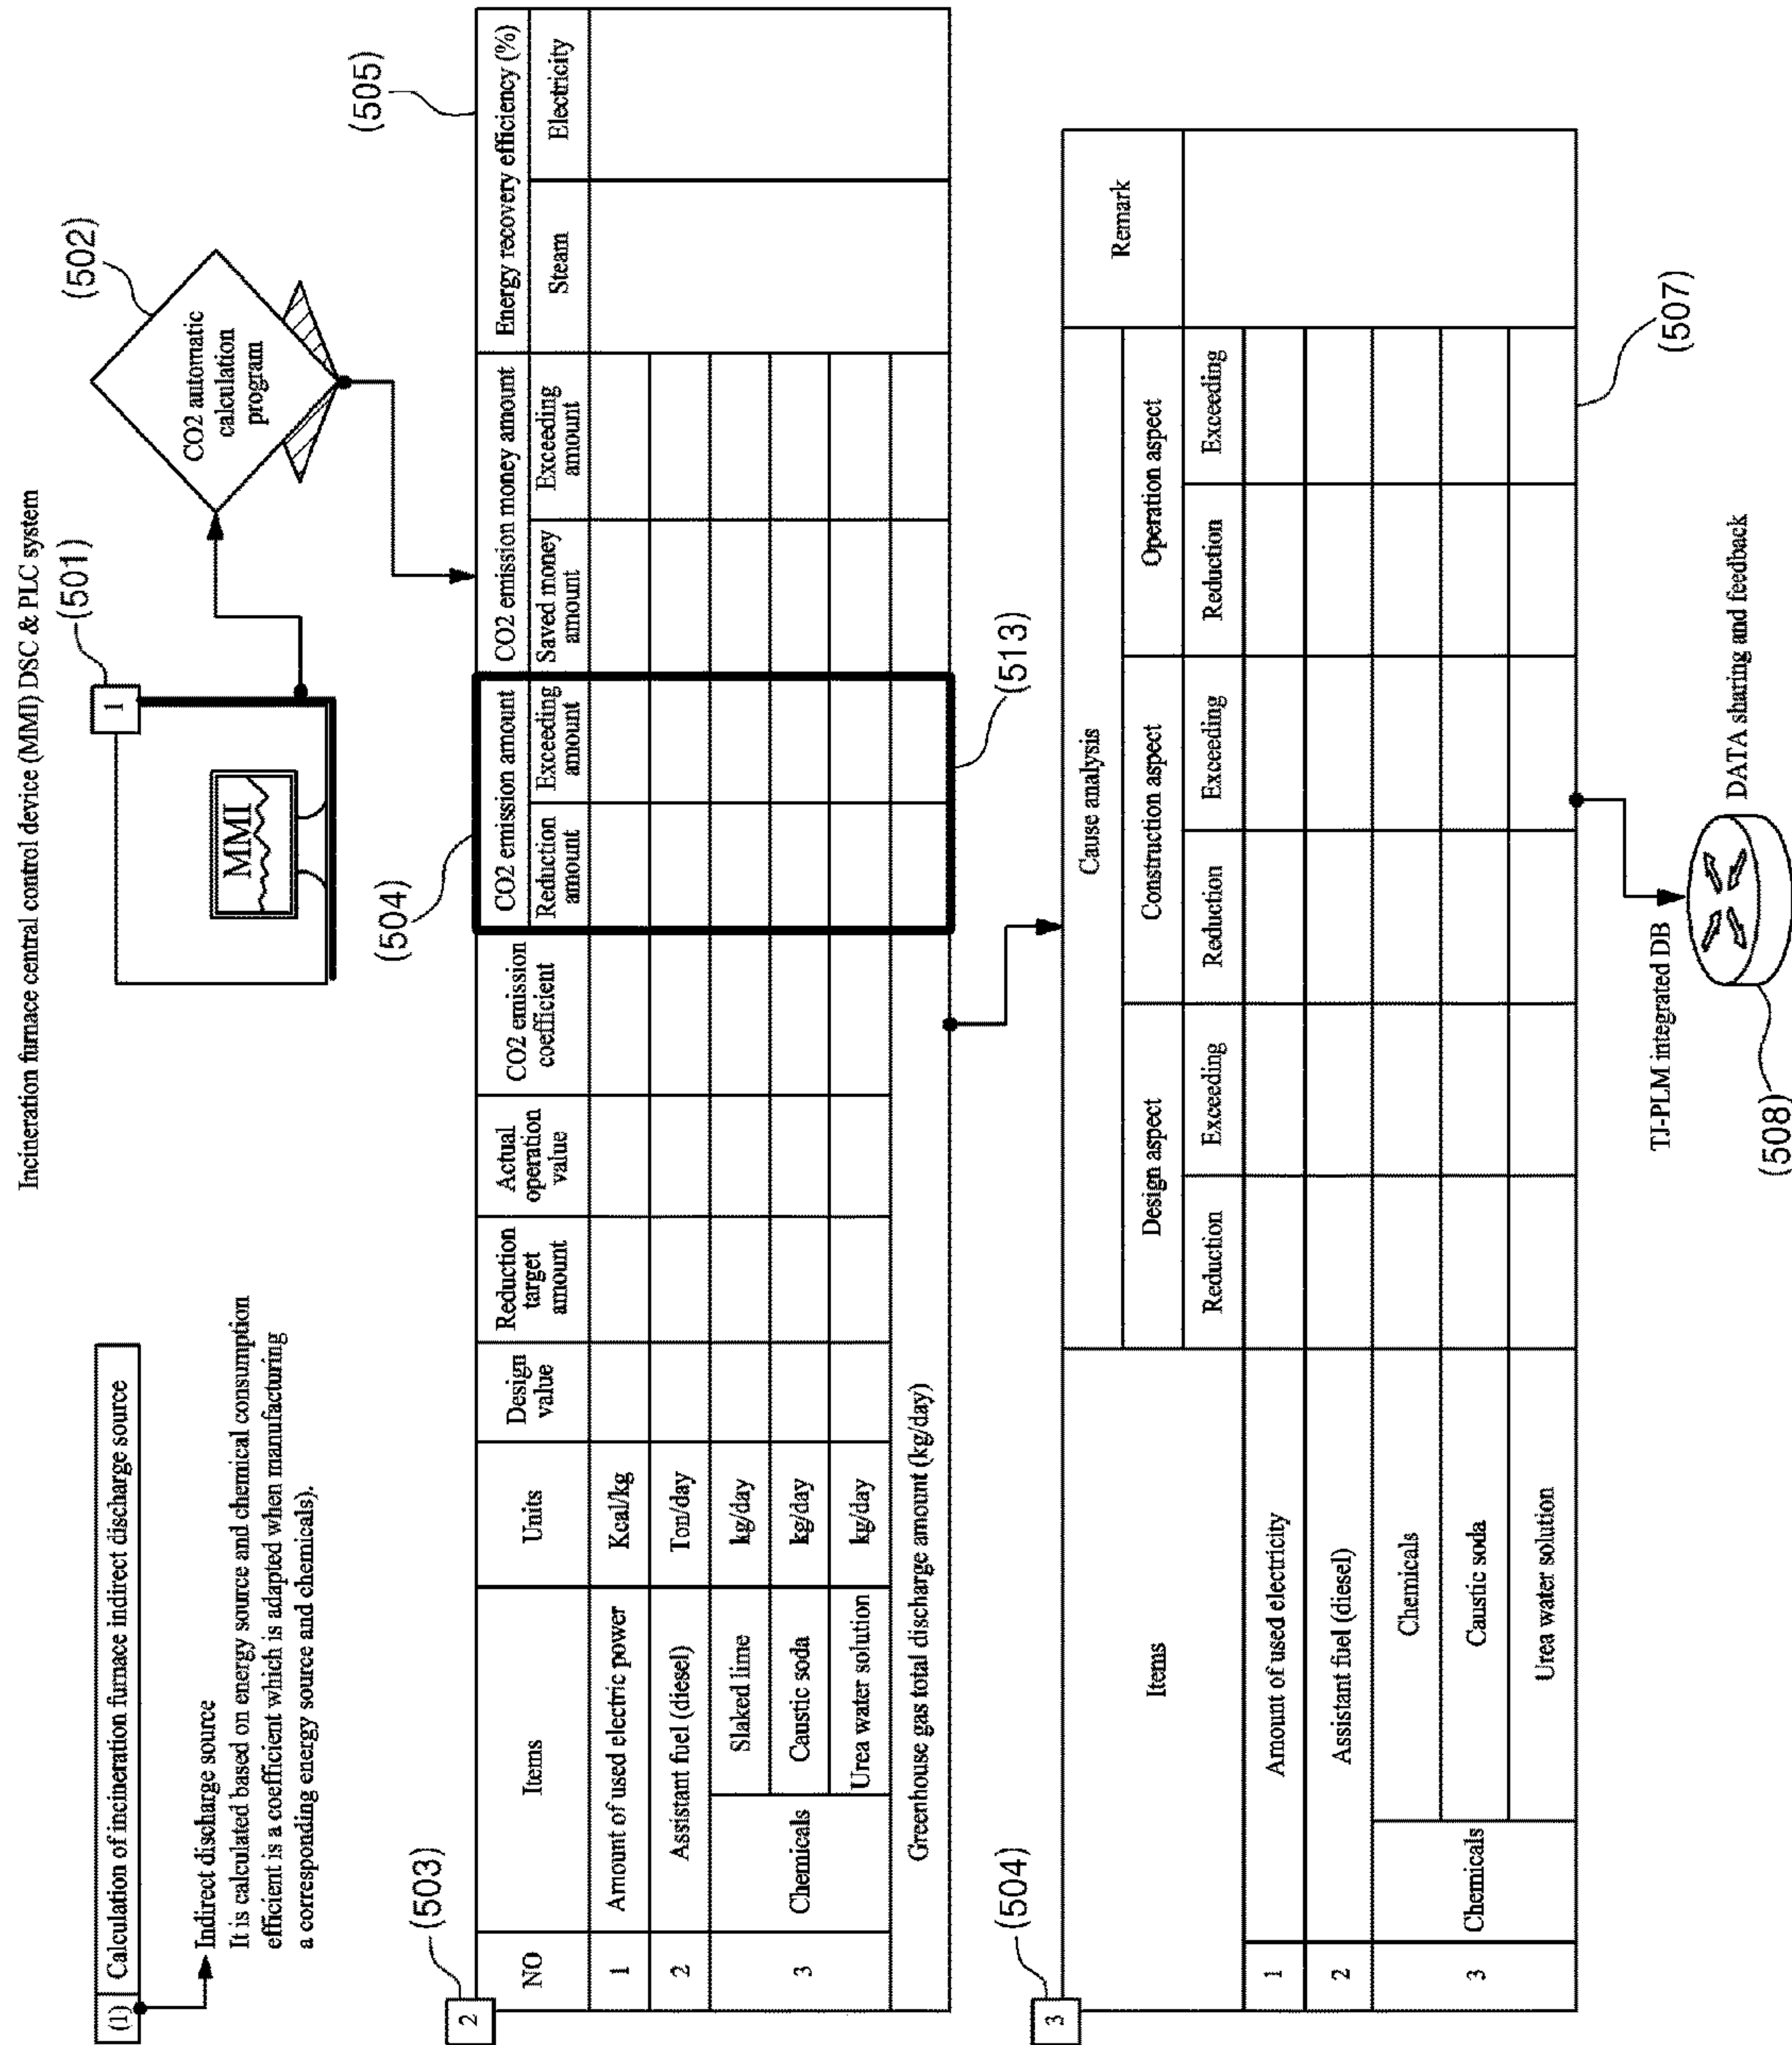 Incineration furnace central control device (MMI) DSC & PLC system
(1) Calculation of incineration furnace indirect discharge source
Indirect discharge source
It is calculated based on energy source and chemical consumption
efficient is a coefficient which is adapted when manufacturing
a corresponding energy source and chemicals).
1
(501)
MMI
(502)
CO2 automatic
calculation
program
(503)
2
(504)
(505)
NO
Items
Units
Design
value
Reduction
target
amount
Actual
operation
value
CO2 emission
coefficient
CO2 emission amount
Reduction
amount
Exceeding
amount
CO2 emission money amount
Saved money
amount
Exceeding
amount
Energy recovery efficiency (%)
Steam
Electricity
1 Amount of used electric power Kcal/kg
2 Assistant fuel (diesel) Ton/day
3 Chemicals
Slaked lime kg/day
Caustic soda kg/day
Urea water solution kg/day
Greenhouse gas total discharge amount (kg/day)
(513)
(504)
3
Items
Cause analysis
Remark
Design aspect
Construction aspect
Operation aspect
Reduction
Exceeding
Reduction
Exceeding
Reduction
Exceeding
1 Amount of used electricity
2 Assistant fuel (diesel)
3 Chemicals
Chemicals
Caustic soda
Urea water solution
(507)
TJ-PLM integrated DB
DATA sharing and feedback
(508)